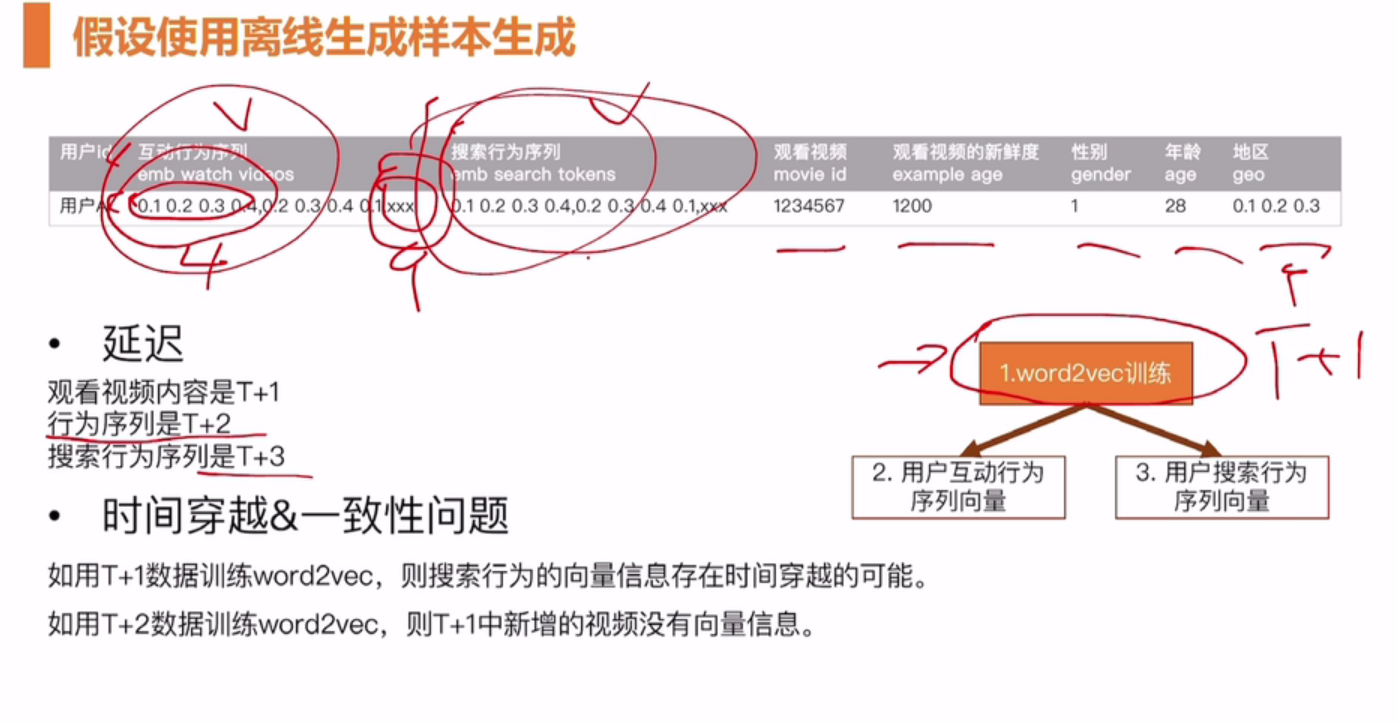 假设使用离线生成样本生成
用户id 互动行为序列 搜索行为序列 观看视频 观看视频的新鲜度 性别 年龄 地区
emb watch videos emb search tokens movie id example age gender age geo
用户A 0.1 0.2 0.3 0.4,0.2 0.3 0.4 0.1,xxx 0.1 0.2 0.3 0.4,0.2 0.3 0.4 0.1,xxx 1234567 1200 1 28 0.1 0.2 0.3
4 9
• 延迟
观看视频内容是T+1
行为序列是T+2
搜索行为序列是T+3
1.word2vec训练 T+1
2. 用户互动行为
序列向量
3. 用户搜索行为
序列向量
• 时间穿越&一致性问题
如用T+1数据训练word2vec，则搜索行为的向量信息存在时间穿越的可能。
如用T+2数据训练word2vec，则T+1中新增的视频没有向量信息。